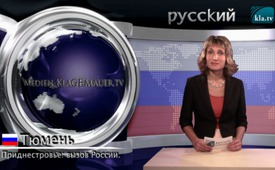 русский
kla.tv
MEDIEN-KLAGEMAUER.TV
Тюмень
Приднестровье: вызов России.